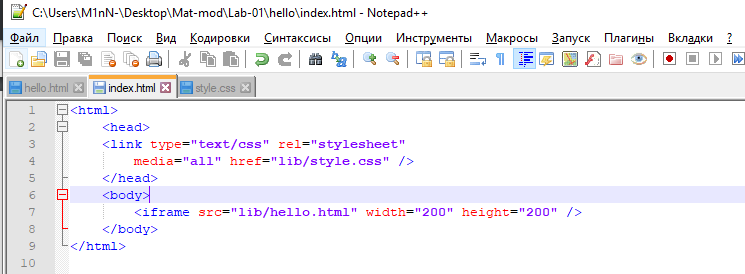 C:\Users\M1nN-\Desktop\Mat-mod\Lab-01\hello\index.html - Notepad++
Файл Правка Поиск Вид Кодировки Синтаксисы Опции Инструменты Макросы Запуск Плагины Вкладки ?
hello.html index.html style.css
1 <html>
2 <head>
3 <link type="text/css" rel="stylesheet"
4 media="all" href="lib/style.css" />
5 </head>
6 <body>
7 <iframe src="lib/hello.html" width="200" height="200" />
8 </body>
9 </html>
10